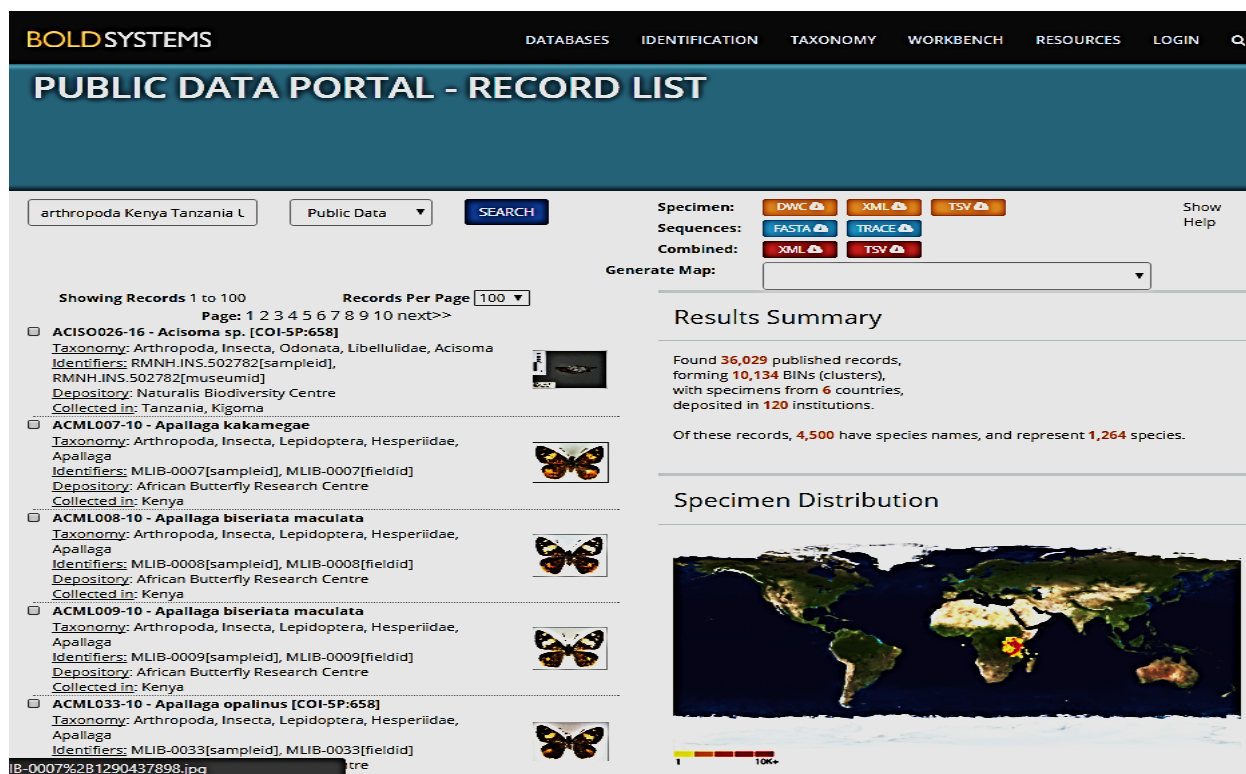 BOLDSYSTEMS
DATABASES IDENTIFICATION TAXONOMY WORKBENCH RESOURCES LOGIN
PUBLIC DATA PORTAL - RECORD LIST
arthropoda Kenya Tanzania U Public Data SEARCH
Specimen: DWC XML TSV
Sequences: FASTA TRACE
Combined: XML TSV
Generate Map:
Show
Help
Showing Records 1 to 100 Records Per Page 100
Page: 1 2 3 4 5 6 7 8 9 10 next>>
ACISO026-16 - Acisoma sp. [COI-5P:658]
Taxonomy: Arthropoda, Insecta, Odonata, Libellulidae, Acisoma
Identifiers: RMNH.INS.502782[sampleid],
RMNH.INS.502782[museumid]
Depository: Naturalis Biodiversity Centre
Collected in: Tanzania, Kigoma
ACML007-10 - Apallaga kakamegae
Taxonomy: Arthropoda, Insecta, Lepidoptera, Hesperiidae,
Apallaga
Identifiers: MLIB-0007[sampleid], MLIB-0007[fieldid]
Depository: African Butterfly Research Centre
Collected in: Kenya
ACML008-10 - Apallaga biseriata maculata
Taxonomy: Arthropoda, Insecta, Lepidoptera, Hesperiidae,
Apallaga
Identifiers: MLIB-0008[sampleid], MLIB-0008[fieldid]
Depository: African Butterfly Research Centre
Collected in: Kenya
ACML009-10 - Apallaga biseriata maculata
Taxonomy: Arthropoda, Insecta, Lepidoptera, Hesperiidae,
Apallaga
Identifiers: MLIB-0009[sampleid], MLIB-0009[fieldid]
Depository: African Butterfly Research Centre
Collected in: Kenya
ACML033-10 - Apallaga opalinus [COI-5P:658]
Taxonomy: Arthropoda, Insecta, Lepidoptera, Hesperiidae,
Apallaga
Identifiers: MLIB-0033[sampleid], MLIB-0033[fieldid]
tre
IB-0007%2B1290437898.jpg
Results Summary
Found 36,029 published records,
forming 10,134 BINs (clusters),
with specimens from 6 countries,
deposited in 120 institutions.
Of these records, 4,500 have species names, and represent 1,264 species.
Specimen Distribution
1 10K+